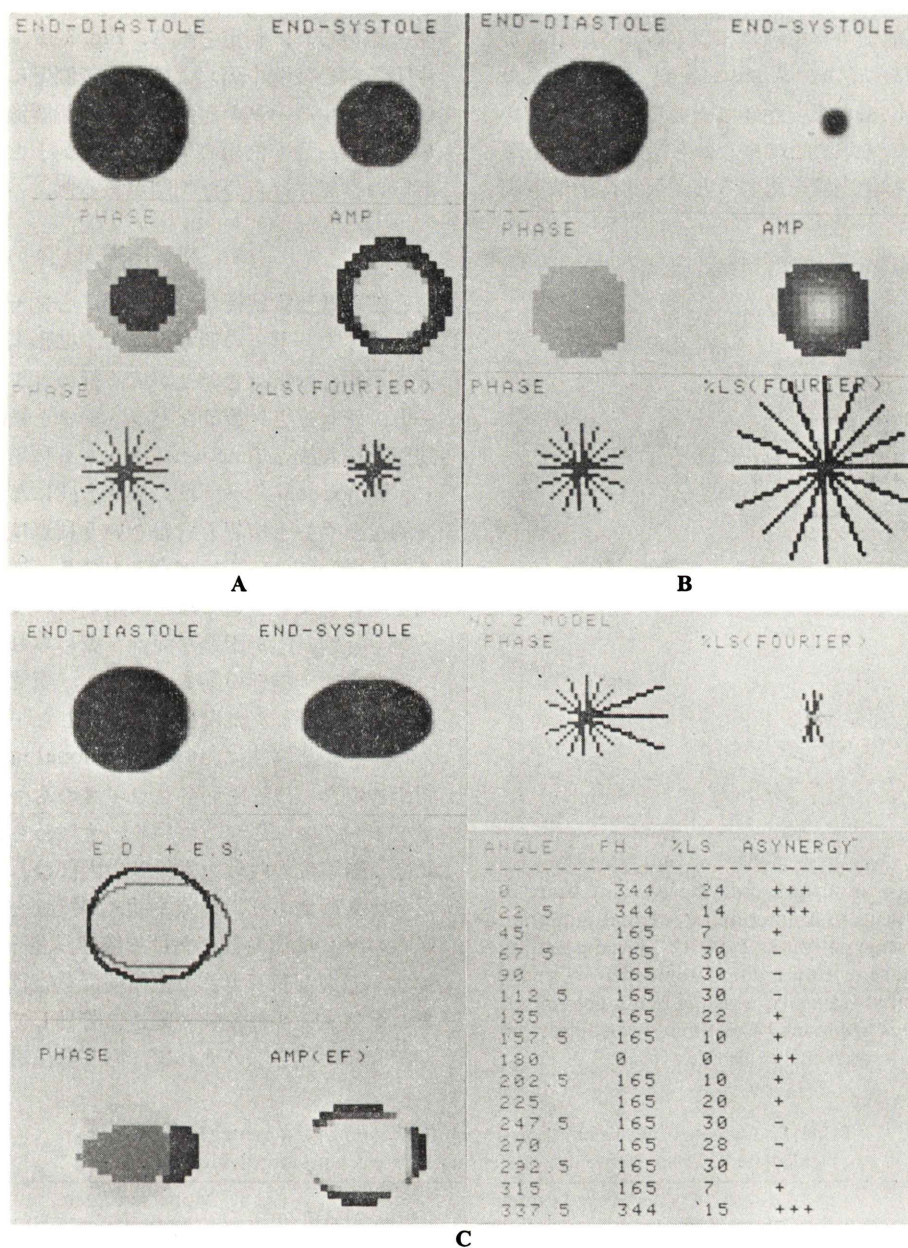 END-DIASTOLE END-SYSTOLE
PHASE AMP
PHASE %LS(FOURIER)
A
END-DIASTOLE END-SYSTOLE
PHASE AMP
PHASE %LS(FOURIER)
B
END-DIASTOLE END-SYSTOLE
E.D. + E.S.
PHASE AMP(EF)
NO 2 MODEL
PHASE %LS(FOURIER)
ANGLE PH %LS ASYNERGY
0 344 24 +++
22.5 344 14 +++
45 165 7 +
67.5 165 30 -
90 165 30 -
112.5 165 30 -
135 165 22 +
157.5 165 10 +
180 0 0 ++
202.5 165 10 +
225 165 20 +
247.5 165 30 -
270 165 28 -
292.5 165 30 -
315 165 7 +
337.5 344 15 +++
C